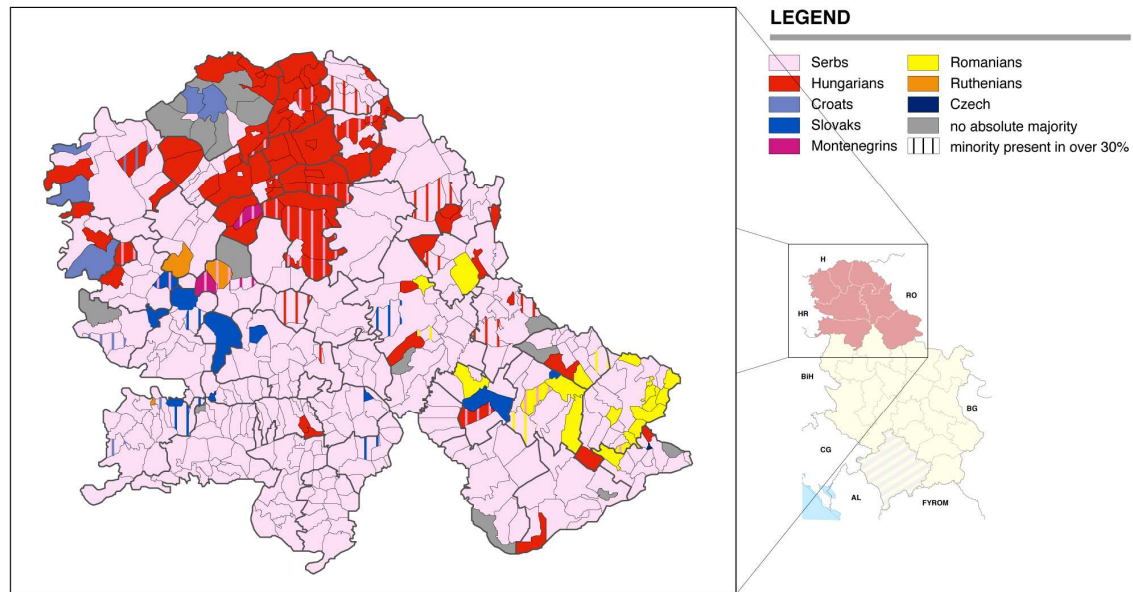 LEGEND
Serbs
Hungarians
Croats
Slovaks
Montenegrins
Romanians
Ruthenians
Czech
no absolute majority
minority present in over 30%
H
RO
HR
BiH
BG
CG
AL
FYROM